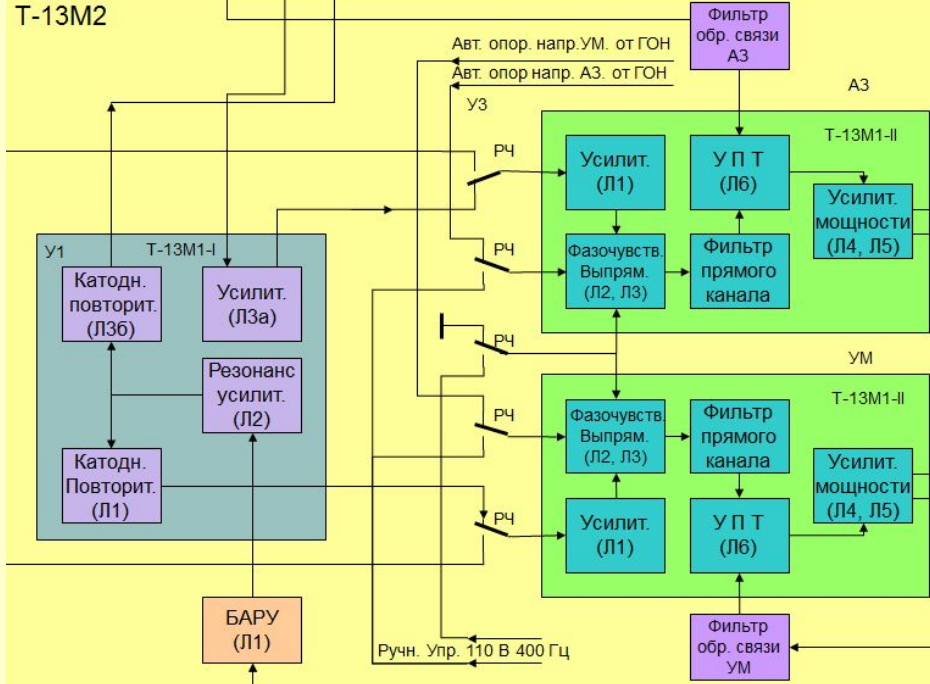 Т-13М2
Фильтр
обр. связи
АЗ
Авт. опор. напр.УМ. от ГОН
Авт. опор напр. АЗ. от ГОН
УЗ
АЗ
Т-13М1-II
РЧ
Усилит.
(Л1)
У П Т
(Л6)
Усилит.
мощности
(Л4, Л5)
У1
Т-13М1-I
Катодн.
повторит.
(Л3б)
Усилит.
(Л3а)
РЧ
Фазочувств.
Выпрям.
(Л2, Л3)
Фильтр
прямого
канала
РЧ
УМ
Резонанс
усилит.
(Л2)
Т-13М1-II
РЧ
Фазочувств.
Выпрям.
(Л2, Л3)
Фильтр
прямого
канала
Катодн.
Повторит.
(Л1)
Усилит.
мощности
(Л4, Л5)
РЧ
Усилит.
(Л1)
У П Т
(Л6)
БАРУ
(Л1)
Ручн. Упр. 110 В 400 Гц
Фильтр
обр. связи
УМ